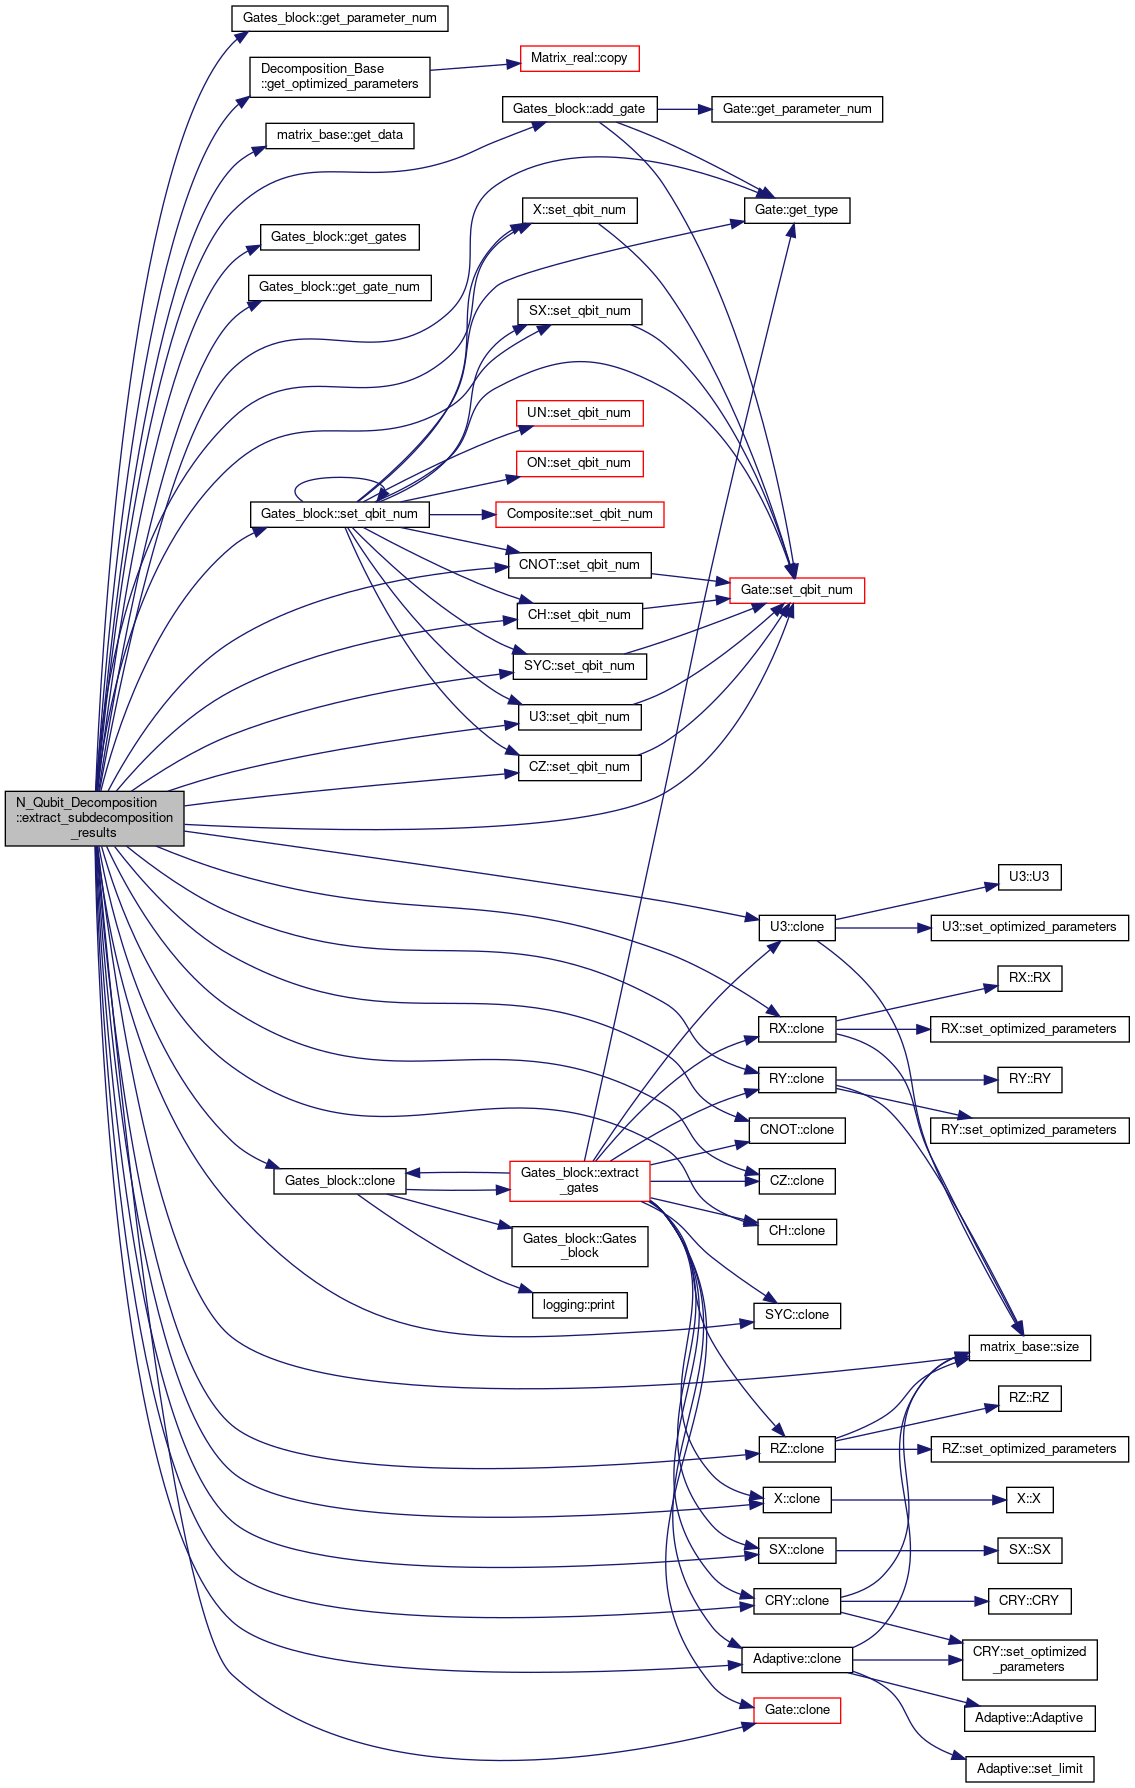 Gates_block::get_parameter_num
Decomposition_Base
::get_optimized_parameters
Matrix_real::copy
Gates_block::add_gate
Gate::get_parameter_num
matrix_base::get_data
X::set_qbit_num
Gate::get_type
Gates_block::get_gates
Gates_block::get_gate_num
SX::set_qbit_num
UN::set_qbit_num
ON::set_qbit_num
Gates_block::set_qbit_num
Composite::set_qbit_num
CNOT::set_qbit_num
Gate::set_qbit_num
CH::set_qbit_num
SYC::set_qbit_num
U3::set_qbit_num
CZ::set_qbit_num
N_Qubit_Decomposition
::extract_subdecomposition
_results
U3::U3
U3::clone
U3::set_optimized_parameters
RX::RX
RX::clone
RX::set_optimized_parameters
RY::clone
RY::RY
CNOT::clone
RY::set_optimized_parameters
Gates_block::clone
Gates_block::extract
_gates
CZ::clone
CH::clone
Gates_block::Gates
_block
logging::print
SYC::clone
matrix_base::size
RZ::RZ
RZ::clone
RZ::set_optimized_parameters
X::clone
X::X
SX::clone
SX::SX
CRY::clone
CRY::CRY
Adaptive::clone
CRY::set_optimized
_parameters
Gate::clone
Adaptive::Adaptive
Adaptive::set_limit